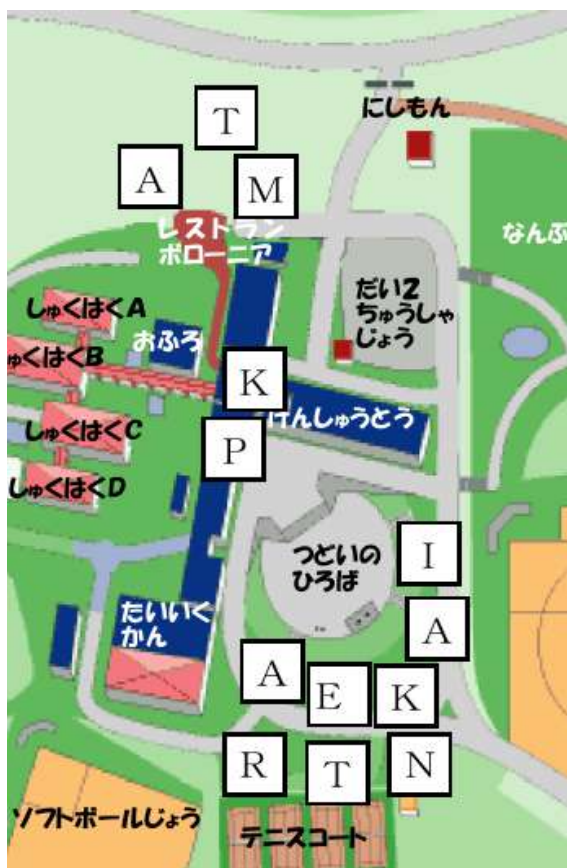 にしもん
T
A
M
レストラン
ポローニア
なんぶ
だい2
ちゅうしゃ
じょう
しゅくはくA
おふろ
ゅくはくB
K
けんしゅうとう
しゅくはくC
P
しゅくはくD
つどいの
ひろば
I
たいいく
かん
A
A
E
K
R
T
N
ソフトボールじょう
テニスコート